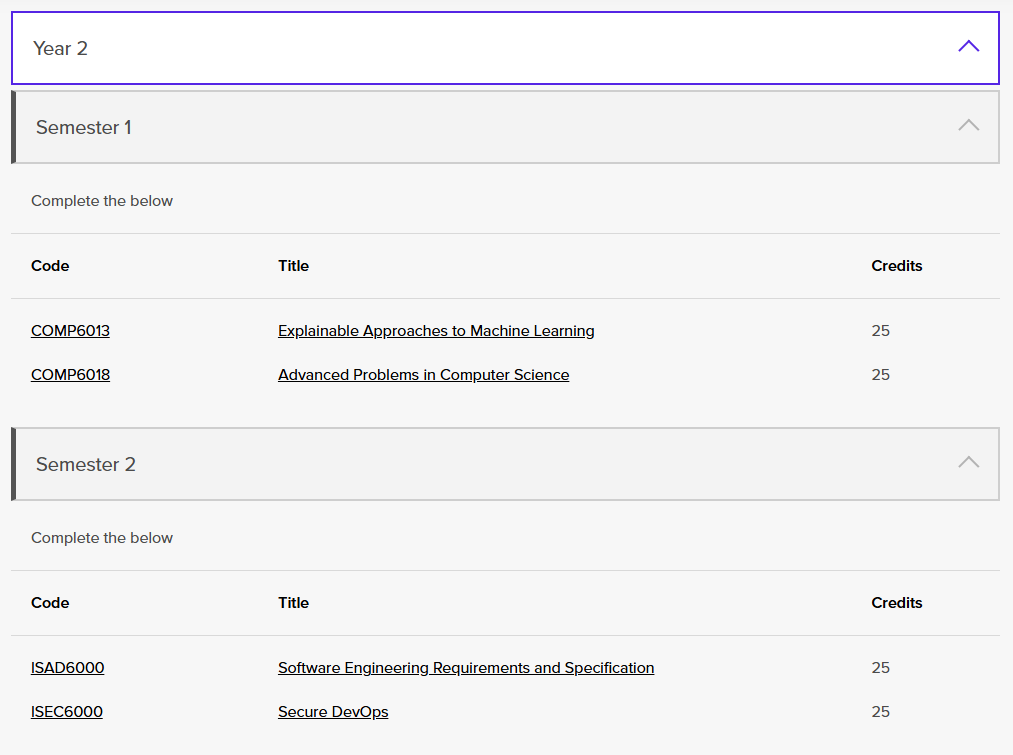 Year 2
Semester 1
Complete the below
Code Title Credits
COMP6013 Explainable Approaches to Machine Learning 25
COMP6018 Advanced Problems in Computer Science 25
Semester 2
Complete the below
Code Title Credits
ISAD6000 Software Engineering Requirements and Specification 25
ISEC6000 Secure DevOps 25